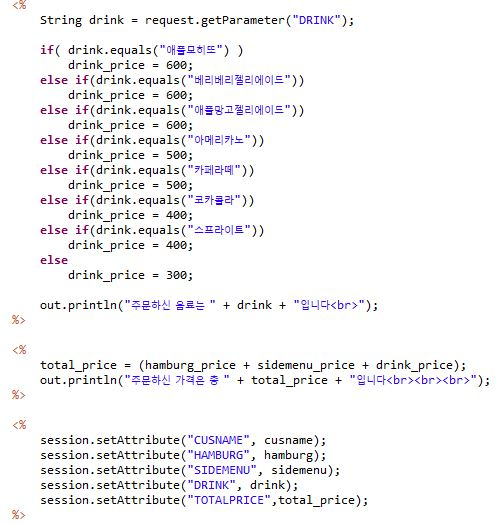 <%
String drink = request.getParameter("DRINK");
if( drink.equals("애플모히또") )
drink_price = 600;
else if(drink.equals("베리베리젤리에이드"))
drink_price = 600;
else if(drink.equals("애플망고젤리에이드"))
drink_price = 600;
else if(drink.equals("아메리카노"))
drink_price = 500;
else if(drink.equals("카페라떼"))
drink_price = 500;
else if(drink.equals("코카콜라"))
drink_price = 400;
else if(drink.equals("스프라이트"))
drink_price = 400;
else
drink_price = 300;
out.println("주문하신 음료는 " + drink + "입니다<br>");
%>
<%
total_price = (hamburg_price + sidemenu_price + drink_price);
out.println("주문하신 가격은 총 " + total_price + "입니다<br><br><br>");
%>
<%
session.setAttribute("CUSNAME", cusname);
session.setAttribute("HAMBURG", hamburg);
session.setAttribute("SIDEMENU", sidemenu);
session.setAttribute("DRINK", drink);
session.setAttribute("TOTALPRICE",total_price);
%>